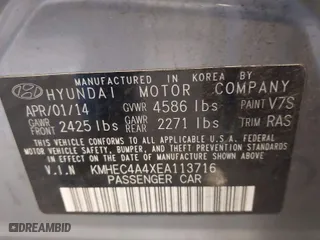 MANUFACTURED IN KOREA BY
HYUNDAI MOTOR COMPANY
APR/01/14 GVWR 4586 lbs PAINT V7S
GAWR FRONT 2425 lbs GAWR REAR 2271 lbs TRIM RAS
THIS VEHICLE CONFORMS TO ALL APPLICABLE
U.S. FEDERAL MOTOR VEHICLE SAFETY,
BUMPER, AND THEFT PREVENTION STANDARDS
IN EFFECT ON THE DATE OF MANUFACTURE
SHOWN ABOVE.
V.I.N KMHEC4A4XEA113716
PASSENGER CAR